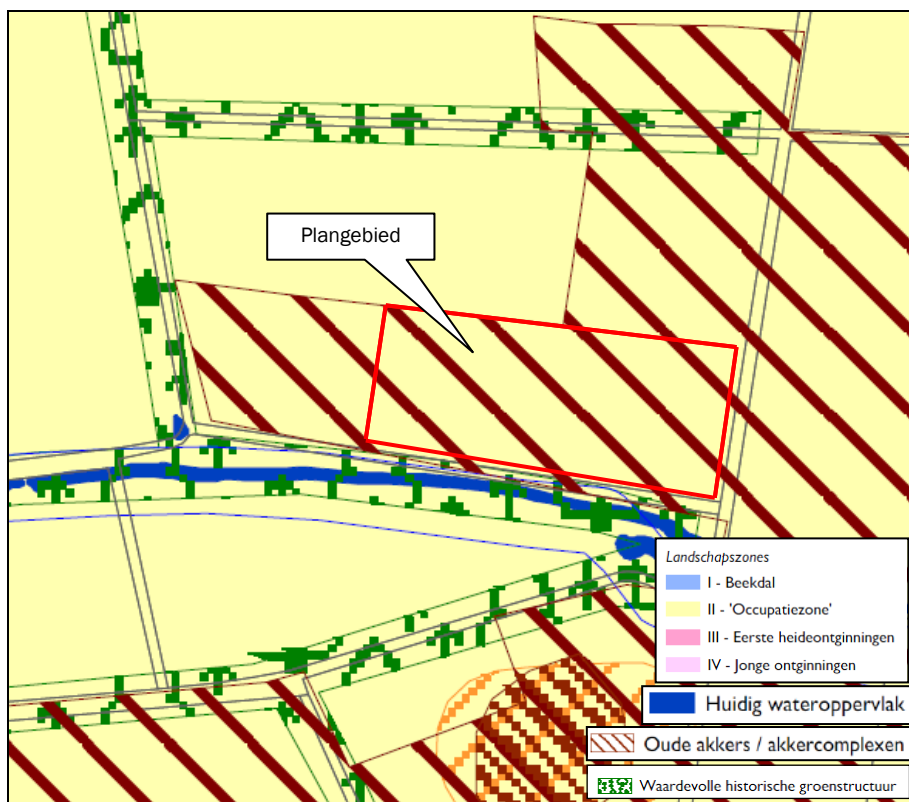 Plangebied
Landschapszones
I - Beekdal
II - 'Occupatiezone'
III - Eerste heideontginningen
IV - Jonge ontginningen
Huidig wateroppervlak
Oude akkers / akkercomplexen
Waardevolle historische groenstructuur